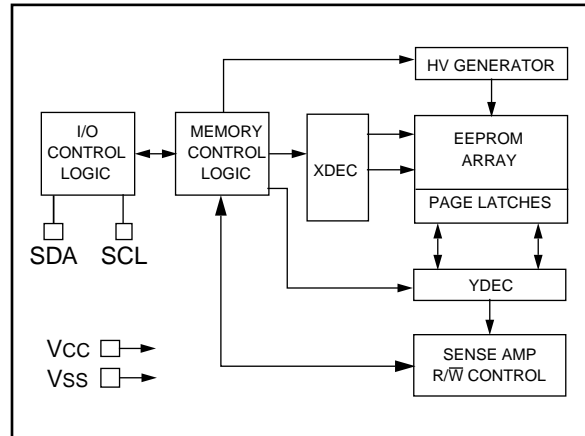 HV GENERATOR
I/O
CONTROL
LOGIC
MEMORY
CONTROL
LOGIC
XDEC
EEPROM
ARRAY
PAGE LATCHES
SDA SCL
YDEC
VCC
VSS
SENSE AMP
R/W̅ CONTROL